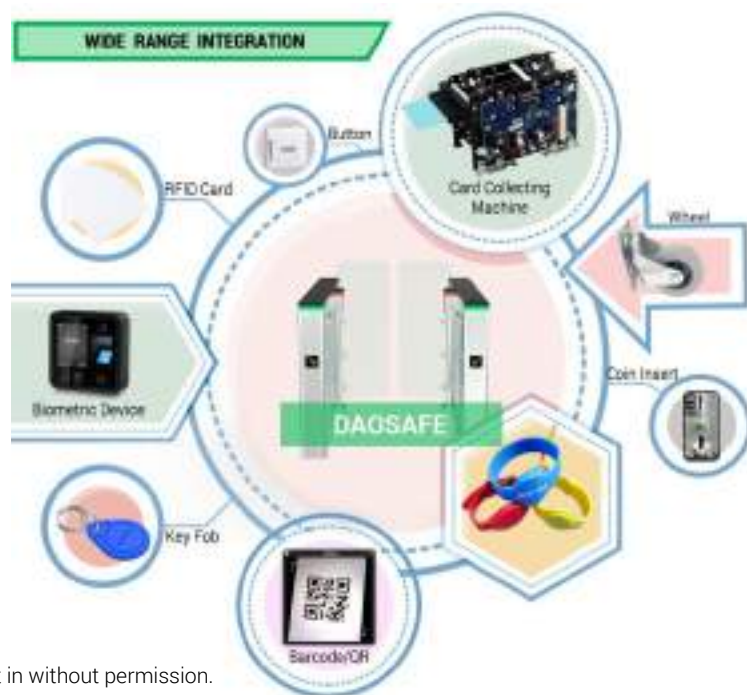 WIDE RANGE INTEGRATION
Button
Card Collecting
Machine
RFID Card
Wheel
Biometric Device
Coin Insert
DAOSAFE
Key Fob
Barcode/QR
in without permission.